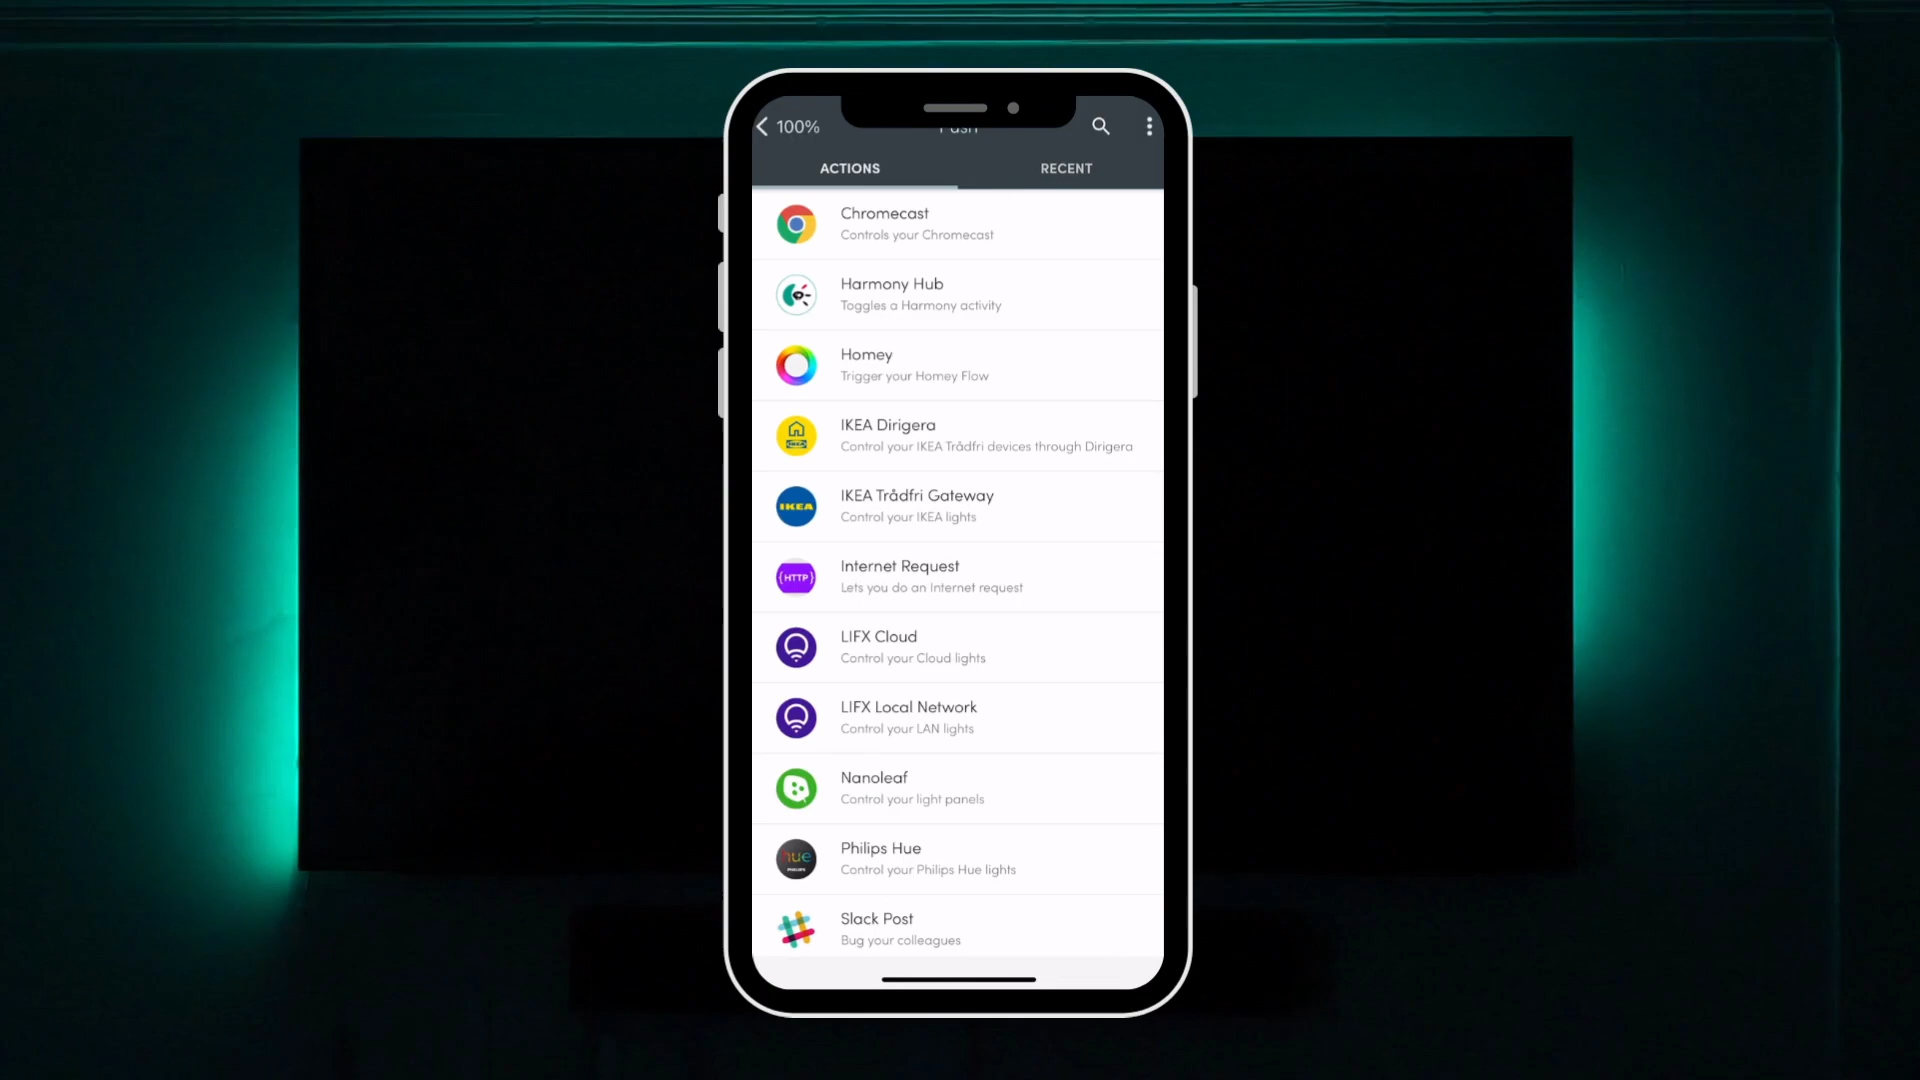 100%
ACTIONS
RECENT
Chromecast
Controls your Chromecast
Harmony Hub
Toggles a Harmony activity
Homey
Trigger your Homey Flow
IKEA Dirigera
Control your IKEA Trådfri devices through Dirigera
IKEA
IKEA Trådfri Gateway
Control your IKEA lights
{HTTP}
Internet Request
Lets you do an Internet request
LIFX Cloud
Control your Cloud lights
LIFX Local Network
Control your LAN lights
Nanoleaf
Control your light panels
hue
PHILIPS
Philips Hue
Control your Philips Hue lights
Slack Post
Bug your colleagues